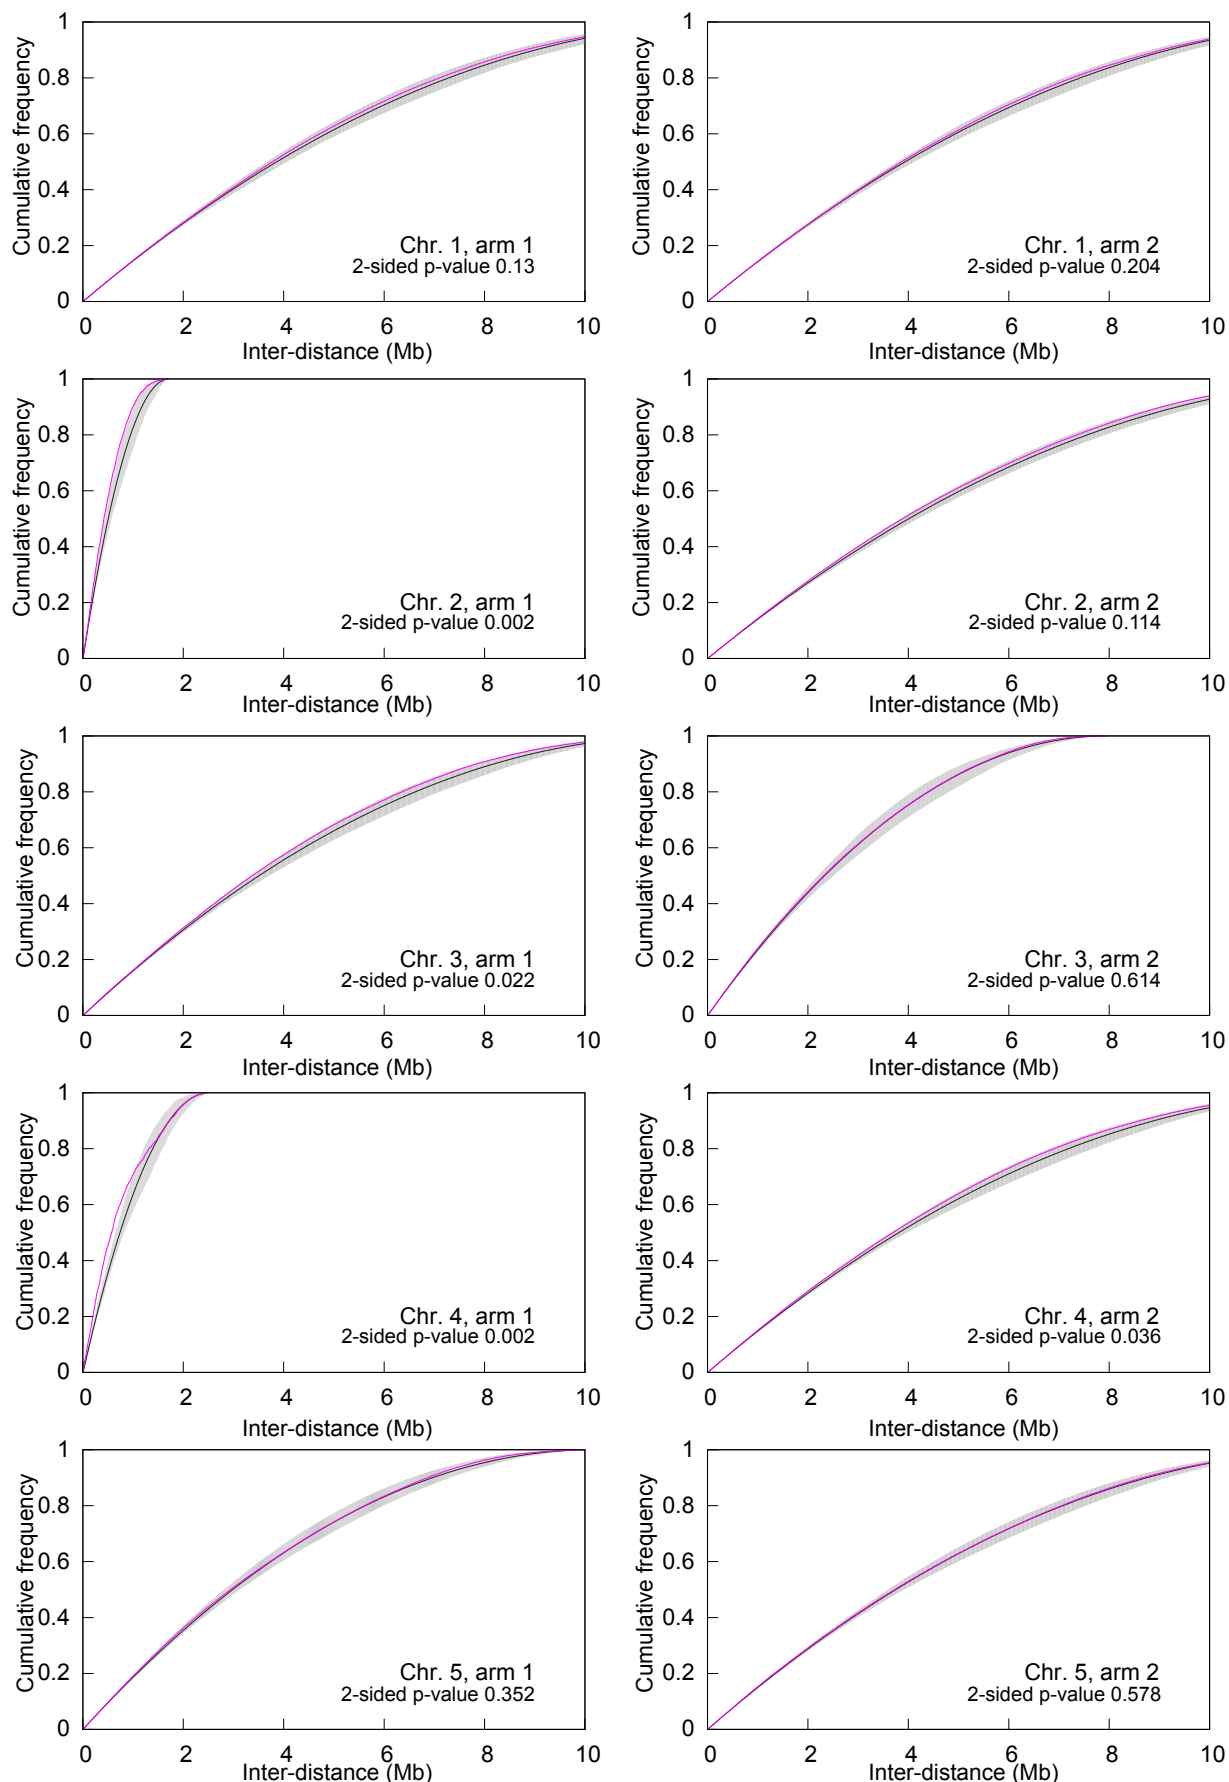 1
0.8
0.6
0.4
0.2
0
Cumulative frequency
Chr. 1, arm 1
2-sided p-value 0.13
0 2 4 6 8 10
Inter-distance (Mb)
1
0.8
0.6
0.4
0.2
0
Cumulative frequency
Chr. 1, arm 2
2-sided p-value 0.204
0 2 4 6 8 10
Inter-distance (Mb)
1
0.8
0.6
0.4
0.2
0
Cumulative frequency
Chr. 2, arm 1
2-sided p-value 0.002
0 2 4 6 8 10
Inter-distance (Mb)
1
0.8
0.6
0.4
0.2
0
Cumulative frequency
Chr. 2, arm 2
2-sided p-value 0.114
0 2 4 6 8 10
Inter-distance (Mb)
1
0.8
0.6
0.4
0.2
0
Cumulative frequency
Chr. 3, arm 1
2-sided p-value 0.022
0 2 4 6 8 10
Inter-distance (Mb)
1
0.8
0.6
0.4
0.2
0
Cumulative frequency
Chr. 3, arm 2
2-sided p-value 0.614
0 2 4 6 8 10
Inter-distance (Mb)
1
0.8
0.6
0.4
0.2
0
Cumulative frequency
Chr. 4, arm 1
2-sided p-value 0.002
0 2 4 6 8 10
Inter-distance (Mb)
1
0.8
0.6
0.4
0.2
0
Cumulative frequency
Chr. 4, arm 2
2-sided p-value 0.036
0 2 4 6 8 10
Inter-distance (Mb)
1
0.8
0.6
0.4
0.2
0
Cumulative frequency
Chr. 5, arm 1
2-sided p-value 0.352
0 2 4 6 8 10
Inter-distance (Mb)
1
0.8
0.6
0.4
0.2
0
Cumulative frequency
Chr. 5, arm 2
2-sided p-value 0.578
0 2 4 6 8 10
Inter-distance (Mb)